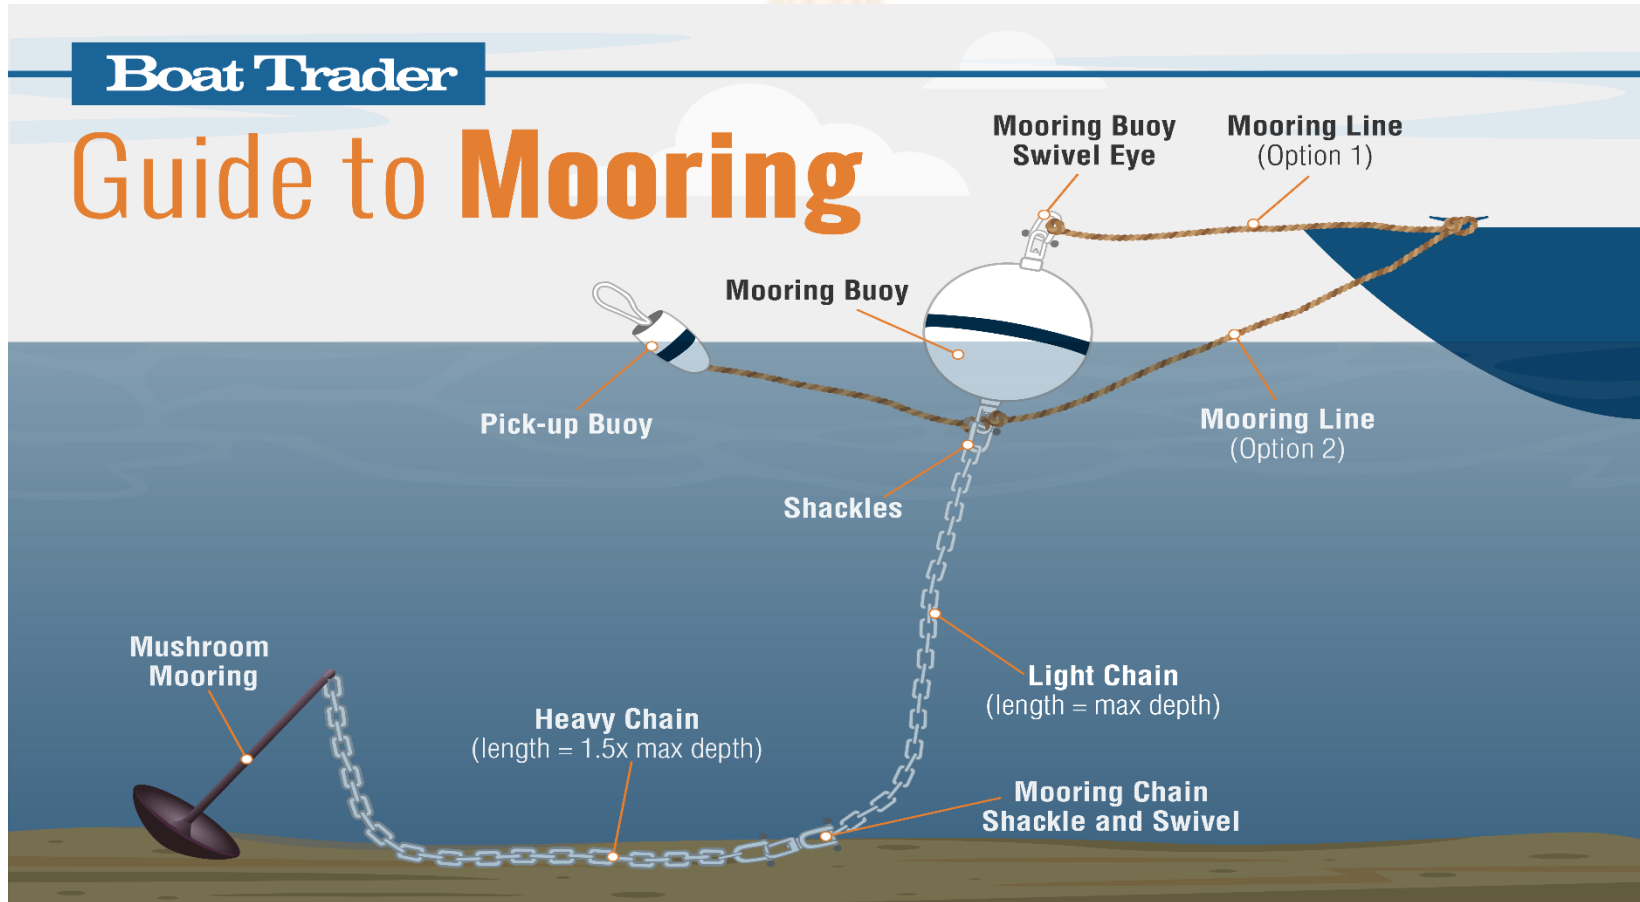 Boat Trader
Guide to Mooring
Mooring Buoy
Swivel Eye
Mooring Line
(Option 1)
Mooring Buoy
Pick-up Buoy
Mooring Line
(Option 2)
Shackles
Mushroom
Mooring
Light Chain
(length = max depth)
Heavy Chain
(length = 1.5x max depth)
Mooring Chain
Shackle and Swivel